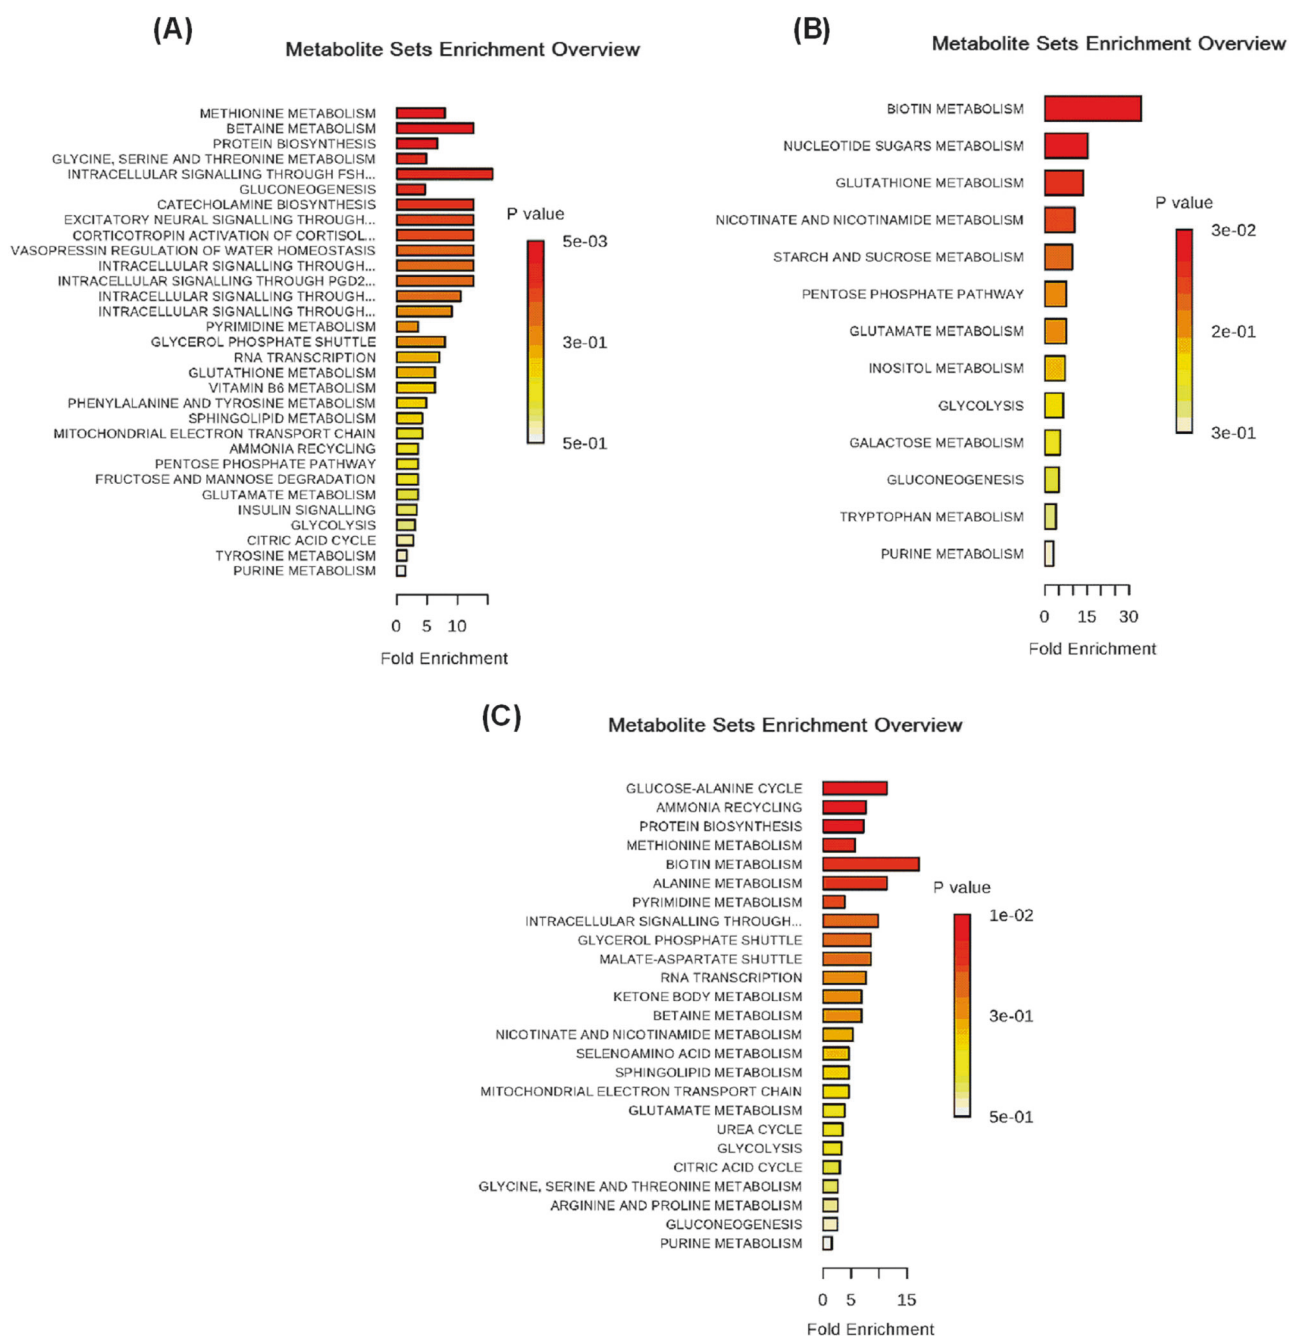 (A)
Metabolite Sets Enrichment Overview
METHIONINE METABOLISM
BETAINE METABOLISM
PROTEIN BIOSYNTHESIS
GLYCINE, SERINE AND THREONINE METABOLISM
INTRACELLULAR SIGNALLING THROUGH FSH...
GLUCONEOGENESIS
CATECHOLAMINE BIOSYNTHESIS
EXCITATORY NEURAL SIGNALLING THROUGH...
CORTICOTROPIN ACTIVATION OF CORTISOL...
VASOPRESSIN REGULATION OF WATER HOMEOSTASIS
INTRACELLULAR SIGNALLING THROUGH...
INTRACELLULAR SIGNALLING THROUGH PGD2...
INTRACELLULAR SIGNALLING THROUGH...
INTRACELLULAR SIGNALLING THROUGH...
PYRIMIDINE METABOLISM
GLYCEROL PHOSPHATE SHUTTLE
RNA TRANSCRIPTION
GLUTATHIONE METABOLISM
VITAMIN B6 METABOLISM
PHENYLALANINE AND TYROSINE METABOLISM
SPHINGOLIPID METABOLISM
MITOCHONDRIAL ELECTRON TRANSPORT CHAIN
AMMONIA RECYCLING
PENTOSE PHOSPHATE PATHWAY
FRUCTOSE AND MANNOSE DEGRADATION
GLUTAMATE METABOLISM
INSULIN SIGNALLING
GLYCOLYSIS
CITRIC ACID CYCLE
TYROSINE METABOLISM
PURINE METABOLISM
0 5 10
Fold Enrichment
P value
5e-03
3e-01
5e-01
(B)
Metabolite Sets Enrichment Overview
BIOTIN METABOLISM
NUCLEOTIDE SUGARS METABOLISM
GLUTATHIONE METABOLISM
NICOTINATE AND NICOTINAMIDE METABOLISM
STARCH AND SUCROSE METABOLISM
PENTOSE PHOSPHATE PATHWAY
GLUTAMATE METABOLISM
INOSITOL METABOLISM
GLYCOLYSIS
GALACTOSE METABOLISM
GLUCONEOGENESIS
TRYPTOPHAN METABOLISM
PURINE METABOLISM
0 15 30
Fold Enrichment
P value
3e-02
2e-01
3e-01
(C)
Metabolite Sets Enrichment Overview
GLUCOSE-ALANINE CYCLE
AMMONIA RECYCLING
PROTEIN BIOSYNTHESIS
METHIONINE METABOLISM
BIOTIN METABOLISM
ALANINE METABOLISM
PYRIMIDINE METABOLISM
INTRACELLULAR SIGNALLING THROUGH...
GLYCEROL PHOSPHATE SHUTTLE
MALATE-ASPARTATE SHUTTLE
RNA TRANSCRIPTION
KETONE BODY METABOLISM
BETAINE METABOLISM
NICOTINATE AND NICOTINAMIDE METABOLISM
SELENOAMINO ACID METABOLISM
SPHINGOLIPID METABOLISM
MITOCHONDRIAL ELECTRON TRANSPORT CHAIN
GLUTAMATE METABOLISM
UREA CYCLE
GLYCOLYSIS
CITRIC ACID CYCLE
GLYCINE, SERINE AND THREONINE METABOLISM
ARGININE AND PROLINE METABOLISM
GLUCONEOGENESIS
PURINE METABOLISM
0 5 15
Fold Enrichment
P value
1e-02
3e-01
5e-01